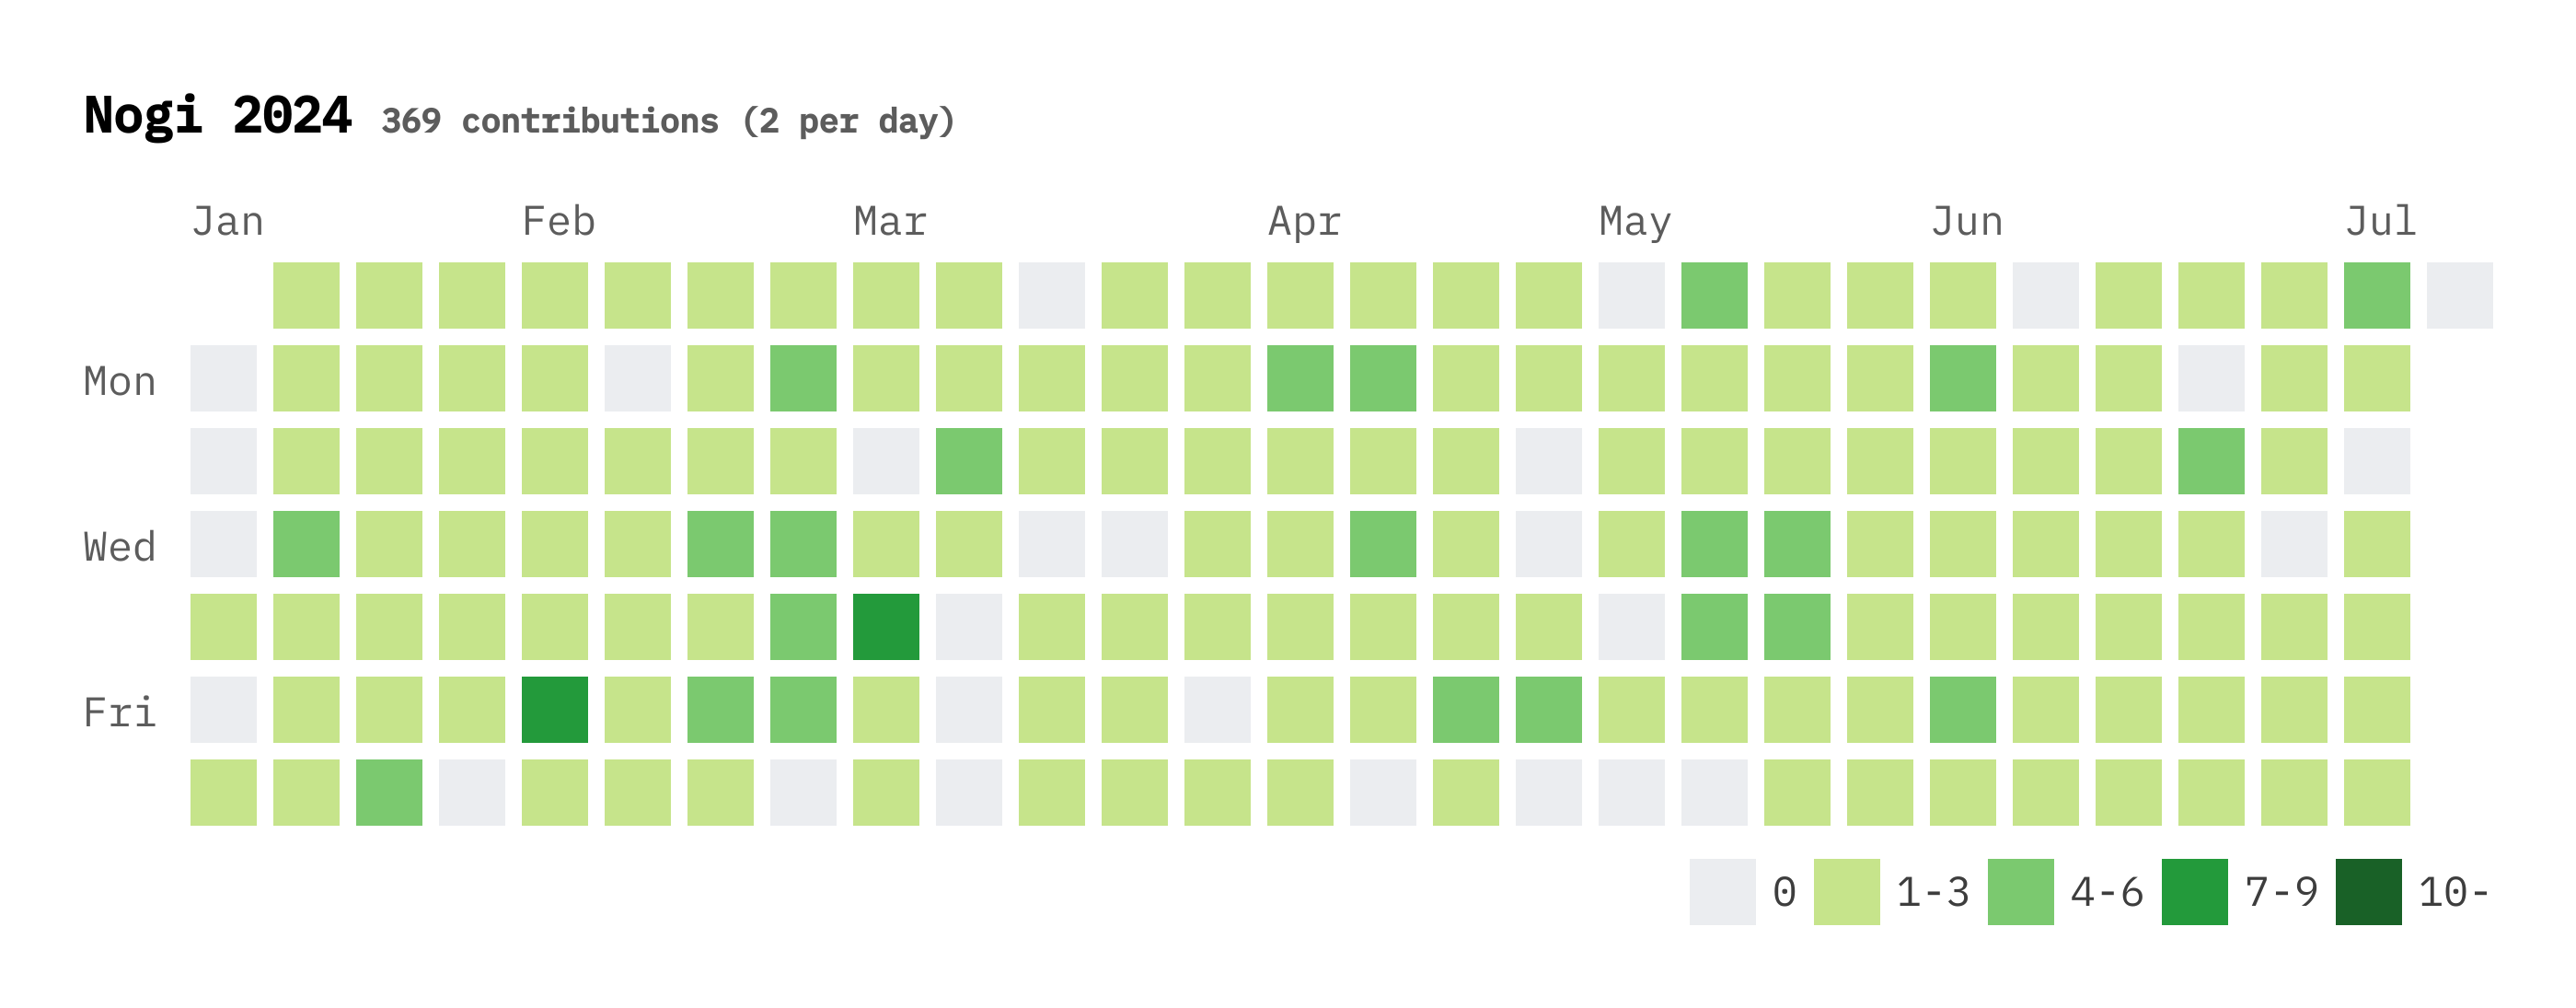 Nogi 2024 369 contributions (2 per day)
Jan Feb Mar Apr May Jun Jul
Mon
Wed
Fri
0 1-3 4-6 7-9 10-